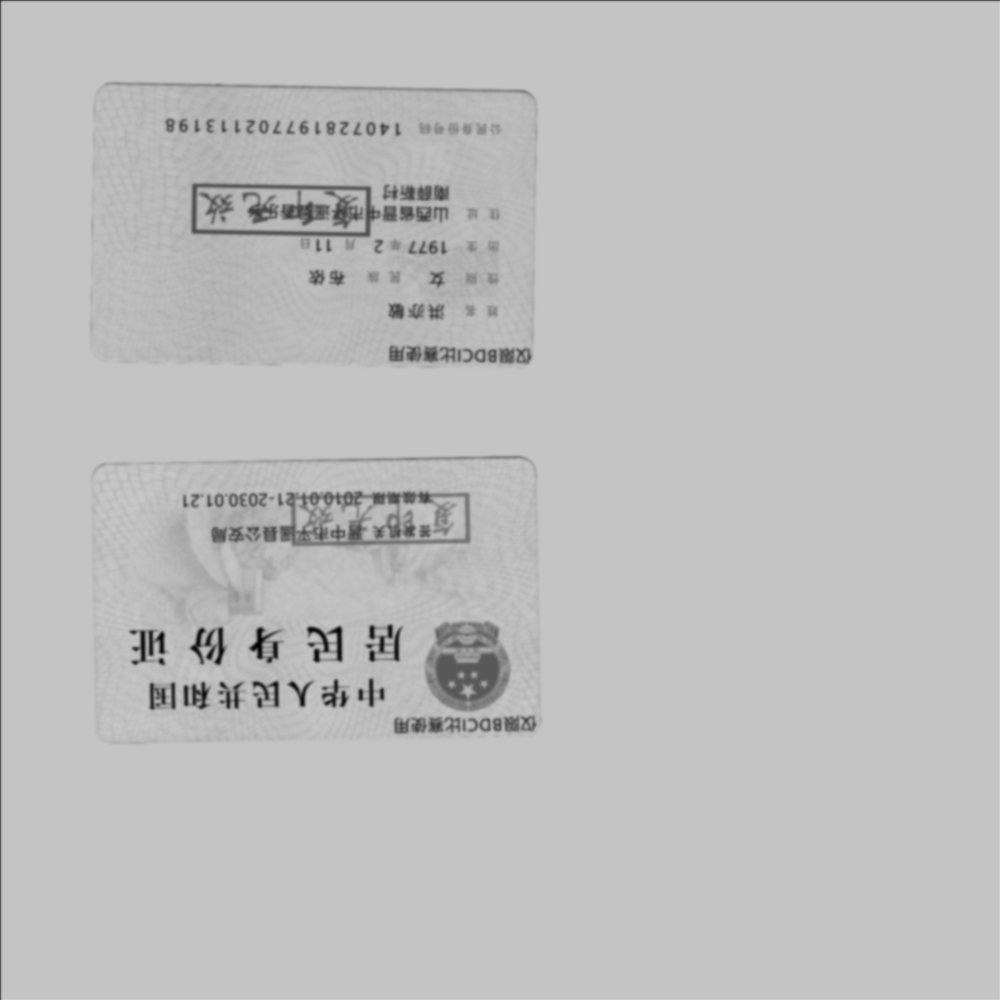 仅限BDCI比赛使用
中华人民共和国
居民身份证
签发机关 晋中市平遥县公安局
有效期限 2010.01.21-2030.01.21
复印无效
仅限BDCI比赛使用
姓名 洪亦敏
性别 女 民族 布依
出生 1977 年 2 月 11 日
住址 山西省晋中市平遥县
南薛靳村
复印无效
公民身份号码 140728197702113198